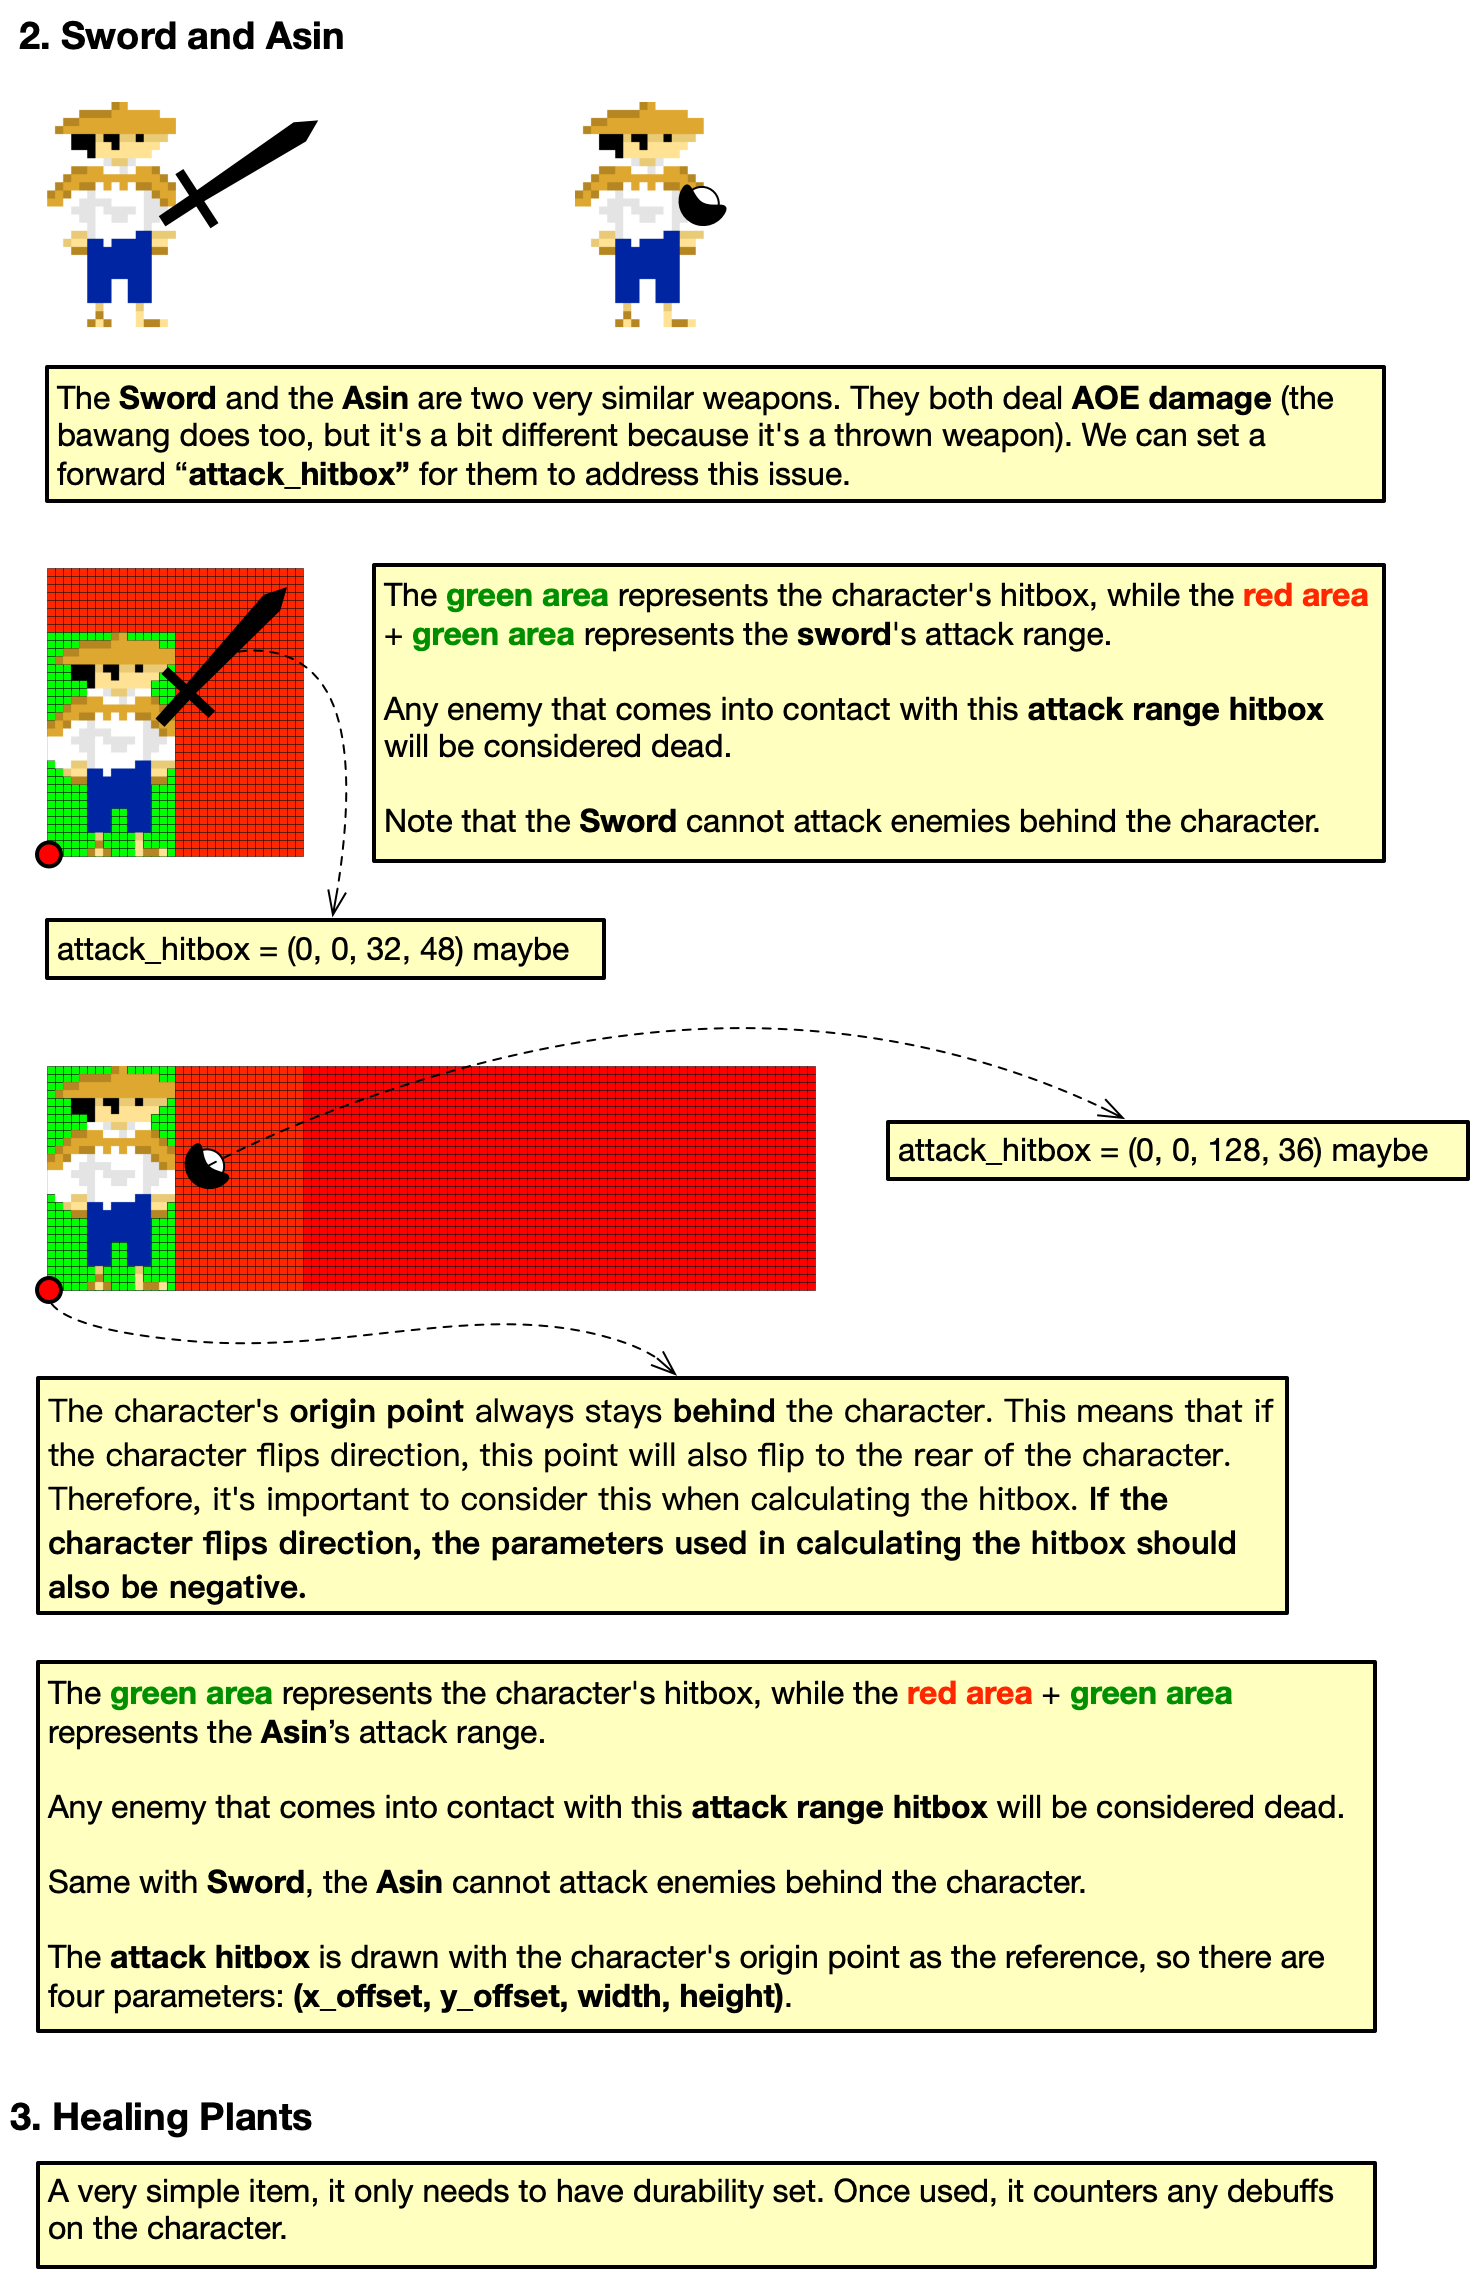 2. Sword and Asin
The Sword and the Asin are two very similar weapons. They both deal AOE damage (the
bawang does too, but it's a bit different because it's a thrown weapon). We can set a
forward “attack_hitbox” for them to address this issue.
The green area represents the character's hitbox, while the red area
+ green area represents the sword's attack range.
Any enemy that comes into contact with this attack range hitbox
will be considered dead.
Note that the Sword cannot attack enemies behind the character.
attack_hitbox = (0, 0, 32, 48) maybe
attack_hitbox = (0, 0, 128, 36) maybe
The character's origin point always stays behind the character. This means that if
the character flips direction, this point will also flip to the rear of the character.
Therefore, it's important to consider this when calculating the hitbox. If the
character flips direction, the parameters used in calculating the hitbox should
also be negative.
The green area represents the character's hitbox, while the red area + green area
represents the Asin’s attack range.
Any enemy that comes into contact with this attack range hitbox will be considered dead.
Same with Sword, the Asin cannot attack enemies behind the character.
The attack hitbox is drawn with the character's origin point as the reference, so there are
four parameters: (x_offset, y_offset, width, height).
3. Healing Plants
A very simple item, it only needs to have durability set. Once used, it counters any debuffs
on the character.